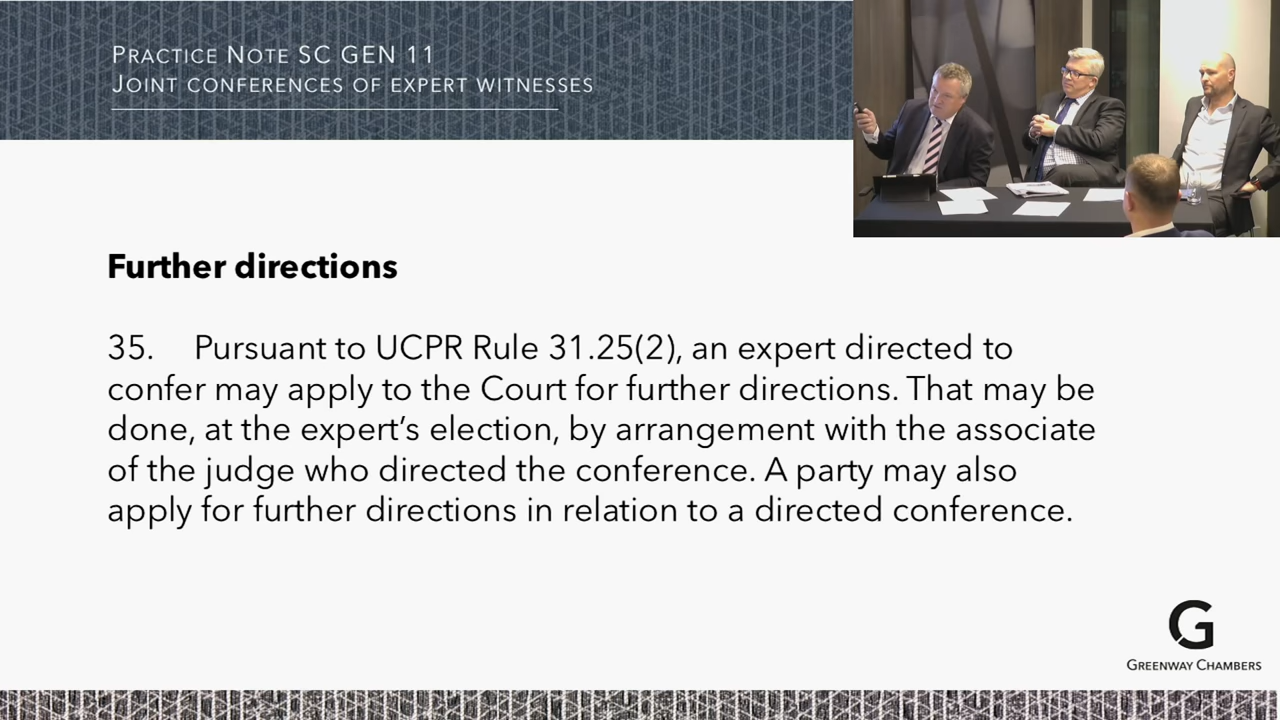 PRACTICE NOTE SC GEN 11
JOINT CONFERENCES OF EXPERT WITNESSES
Further directions
35. Pursuant to UCPR Rule 31.25(2), an expert directed to
confer may apply to the Court for further directions. That may be
done, at the expert’s election, by arrangement with the associate
of the judge who directed the conference. A party may also
apply for further directions in relation to a directed conference.
G
GREENWAY CHAMBERS